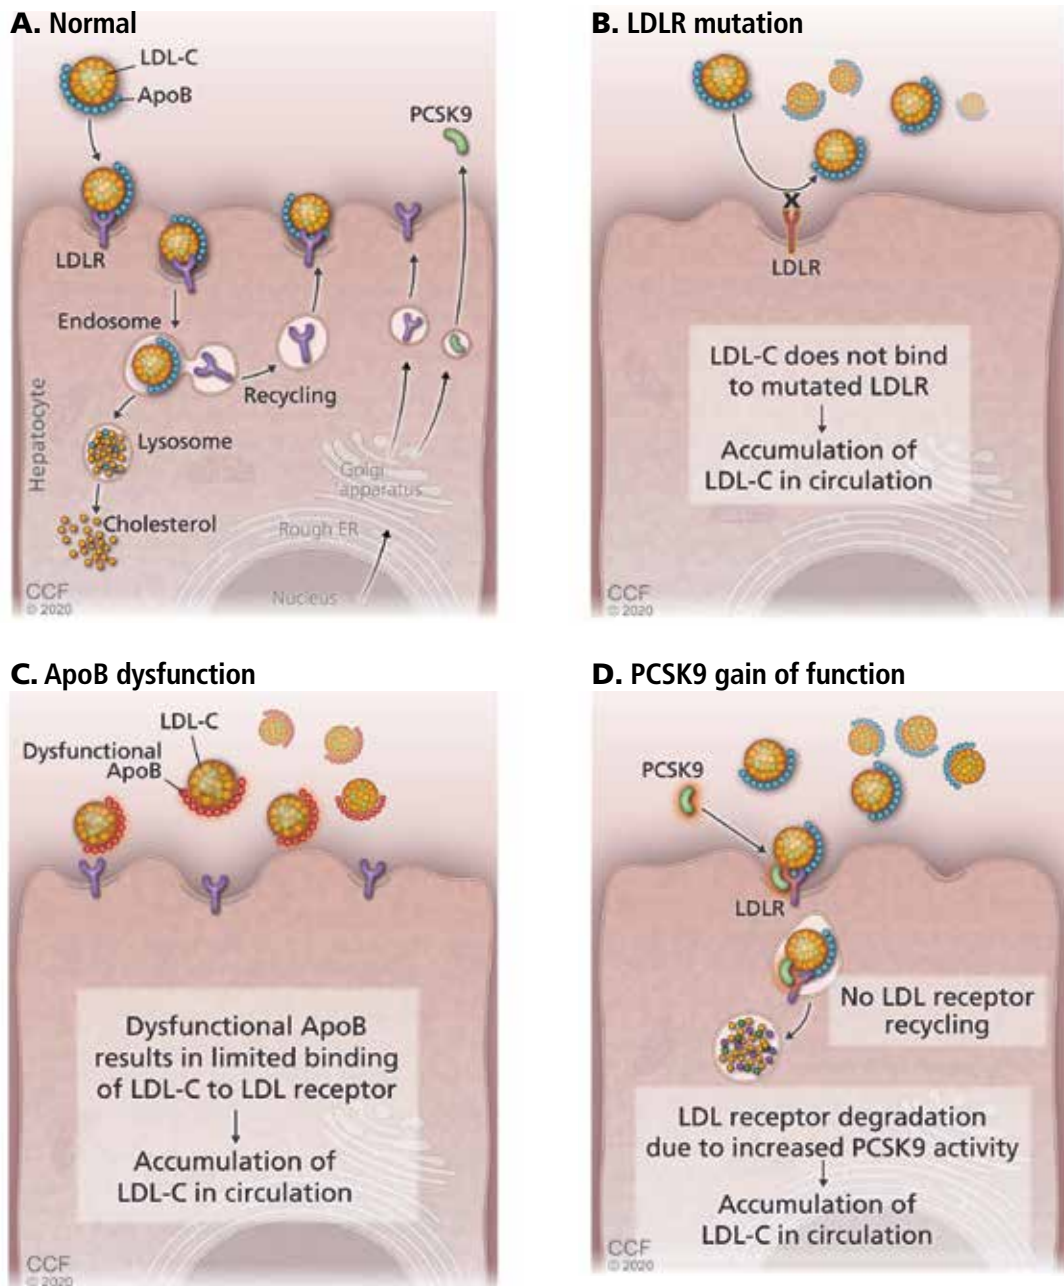 A. Normal
LDL-C
ApoB
PCSK9
LDLR
Endosome
Recycling
Hepatocyte
Lysosome
Golgi
apparatus
Cholesterol
Rough ER
Nucleus
CCF
© 2020
B. LDLR mutation
X
LDLR
LDL-C does not bind
to mutated LDLR
Accumulation of
LDL-C in circulation
CCF
© 2020
C. ApoB dysfunction
LDL-C
Dysfunctional
ApoB
Dysfunctional ApoB
results in limited binding
of LDL-C to LDL receptor
Accumulation of
LDL-C in circulation
CCF
© 2020
D. PCSK9 gain of function
PCSK9
LDLR
No LDL receptor
recycling
LDL receptor degradation
due to increased PCSK9 activity
Accumulation of
LDL-C in circulation
CCF
© 2020